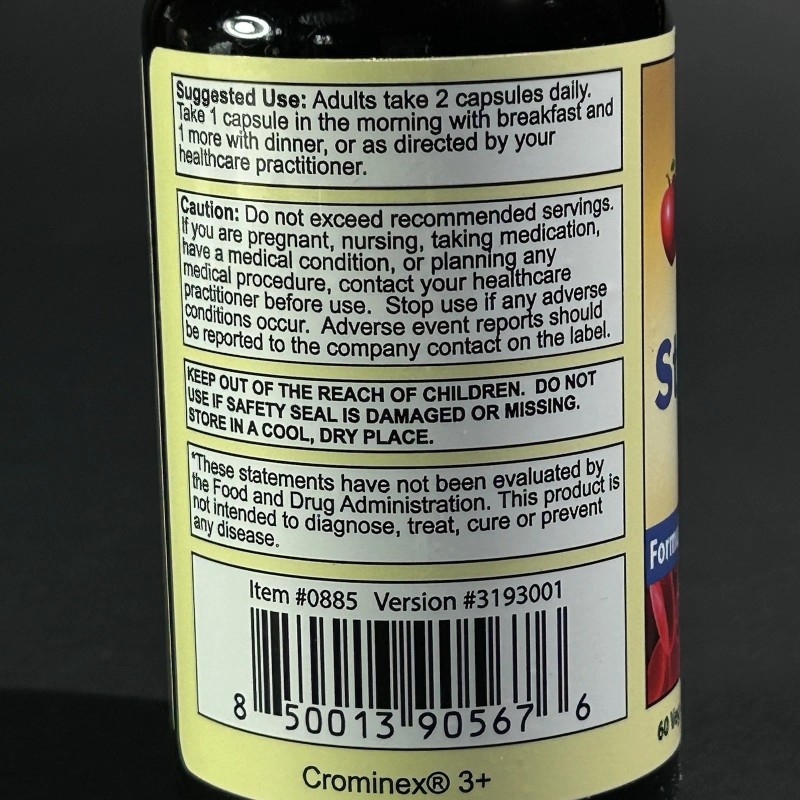 Suggested Use: Adults take 2 capsules daily.
Take 1 capsule in the morning with breakfast and
1 more with dinner, or as directed by your
healthcare practitioner.
Caution: Do not exceed recommended servings.
If you are pregnant, nursing, taking medication,
have a medical condition, or planning any
medical procedure, contact your healthcare
practitioner before use. Stop use if any adverse
conditions occur. Adverse event reports should
be reported to the company contact on the label.
KEEP OUT OF THE REACH OF CHILDREN. DO NOT
USE IF SAFETY SEAL IS DAMAGED OR MISSING.
STORE IN A COOL, DRY PLACE.
*These statements have not been evaluated by
the Food and Drug Administration. This product is
not intended to diagnose, treat, cure or prevent
any disease.
Item #0885 Version #3193001
8 50013 90567 6
Crominex® 3+
60